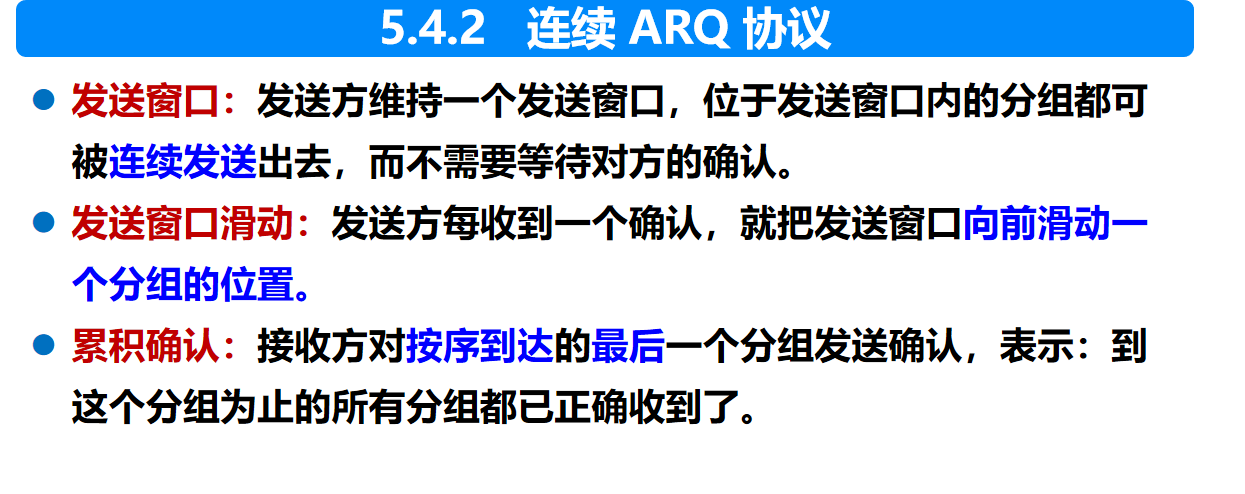 5.4.2 连续 ARQ 协议
发送窗口：发送方维持一个发送窗口，位于发送窗口内的分组都可
被连续发送出去，而不需要等待对方的确认。
发送窗口滑动：发送方每收到一个确认，就把发送窗口向前滑动一
个分组的位置。
累积确认：接收方对按序到达的最后一个分组发送确认，表示：到
这个分组为止的所有分组都已正确收到了。